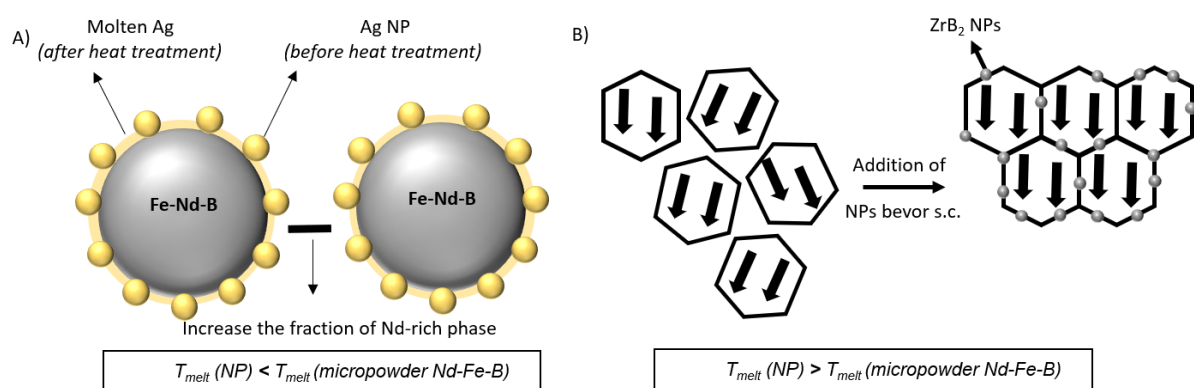 A)
Molten Ag
(after heat treatment)
Ag NP
(before heat treatment)
Fe-Nd-B
Fe-Nd-B
Increase the fraction of Nd-rich phase
T_melt (NP) < T_melt (micropowder Nd-Fe-B)
B)
ZrB₂ NPs
Addition of
NPs bevor s.c.
T_melt (NP) > T_melt (micropowder Nd-Fe-B)